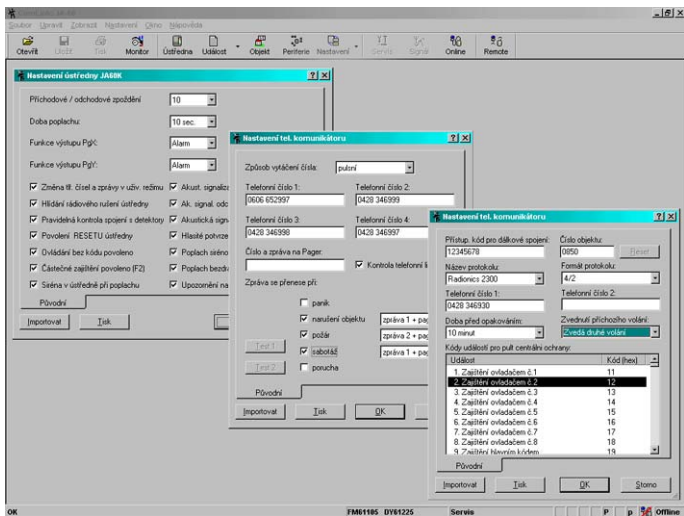 ComLink JA60
Soubor Upravit Zobrazit Nastavení Okno Nápověda
Otevřít Uložit Tisk Monitor Ústředna Událost Objekt Periferie Nastavení Servis Signál Online Remote
Nastavení ústředny JA60K
Příchodové / odchodové zpoždění 10
Doba poplachu: 10 sec.
Funkce výstupu PgX: Alarm
Funkce výstupu PgY: Alarm
Změna tlf. čísel a zprávy v uživ. režimu
Akust. signaliza
Hlídání rádiového rušení ústředny
Ak. signal. odc
Pravidelná kontrola spojení s detektory
Akustická sign
Povolení RESETU ústředny
Hlasité potvrze
Ovládání bez kódu povoleno
Poplach siréno
Částečné zajištění povoleno (F2)
Poplach bezdr
Siréna v ústředně při poplachu
Upozornění na
Původní
Importovat Tisk
Nastavení tel. komunikátoru
Způsob vytáčení čísla: pulsní
Telefonní číslo 1: Telefonní číslo 2:
0606 652997 0428 346999
Telefonní číslo 3: Telefonní číslo 4:
0428 346998 0428 346997
Číslo a zpráva na Pager:
Kontrola telefonní li
Zpráva se přenese při:
panik
narušení objektu zpráva 1 + pag
požár zpráva 2 + pag
Test 1 sabotáž zpráva 1 + pag
Test 2 porucha
Původní
Importovat Tisk OK
Nastavení tel. komunikátoru
Přístup. kód pro dálkové spojení: Číslo objektu:
12345678 0850 Reset
Název protokolu: Formát protokolu:
Radionics 2300 4/2
Telefonní číslo 1: Telefonní číslo 2:
0428 346930
Doba před opakováním: Zvednutí příchozího volání:
10 minut Zvedá druhé volání
Kódy událostí pro pult centrální ochrany:
Událost Kód (hex)
1. Zajištění ovladačem č.1 11
2. Zajištění ovladačem č.2 12
3. Zajištění ovladačem č.3 13
4. Zajištění ovladačem č.4 14
5. Zajištění ovladačem č.5 15
6. Zajištění ovladačem č.6 16
7. Zajištění ovladačem č.7 17
8. Zajištění ovladačem č.8 18
9. Zajištění hlavním kódem 19
Původní
Importovat Tisk OK Storno
OK FM61105 DY61225 Servis P p Offline